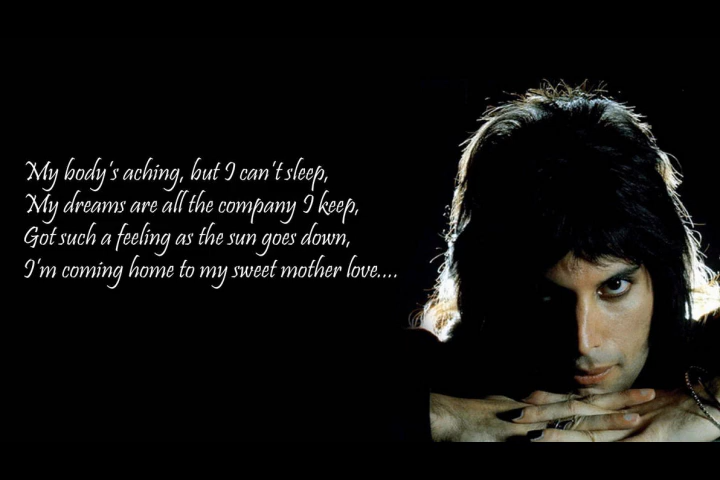 My body's aching, but I can't sleep,
My dreams are all the company I keep,
Got such a feeling as the sun goes down,
I'm coming home to my sweet mother love....